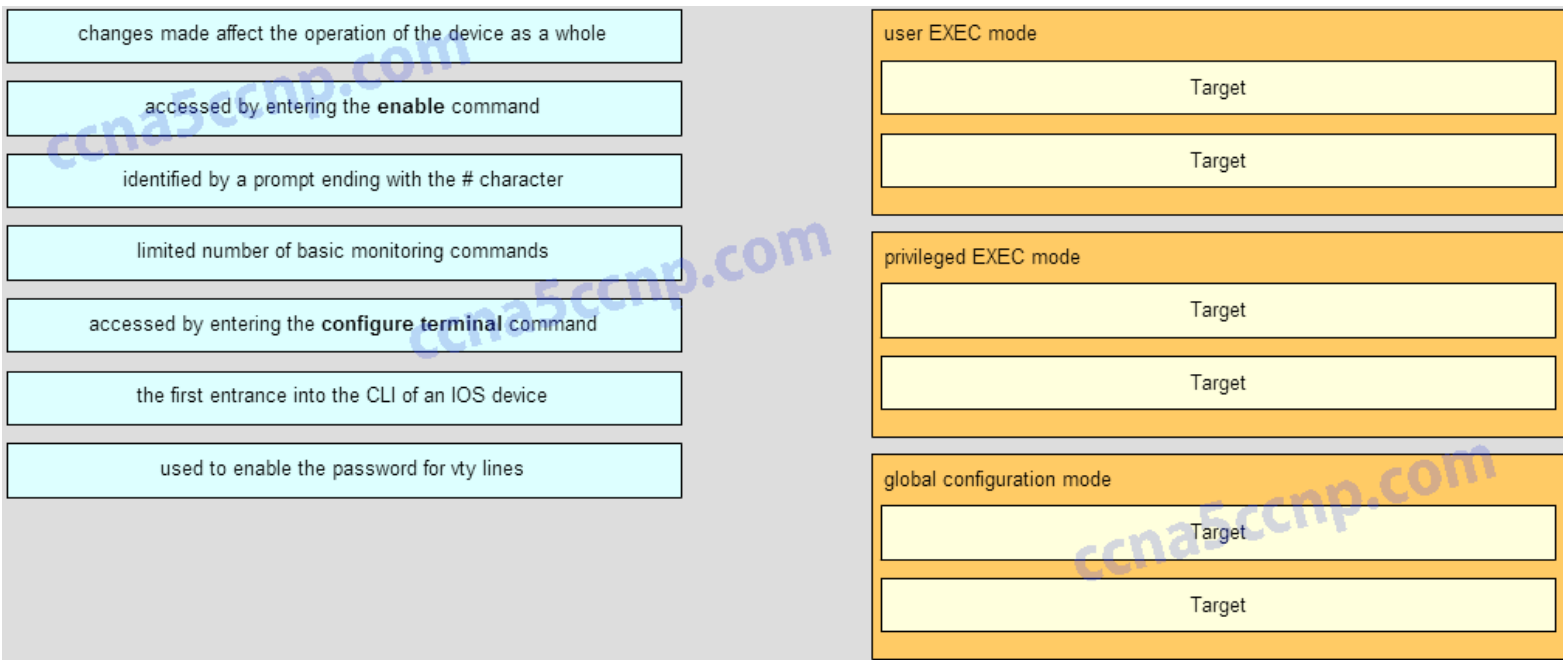 changes made affect the operation of the device as a whole
accessed by entering the enable command
identified by a prompt ending with the # character
limited number of basic monitoring commands
accessed by entering the configure terminal command
the first entrance into the CLI of an IOS device
used to enable the password for vty lines
user EXEC mode
Target
Target
privileged EXEC mode
Target
Target
global configuration mode
Target
Target
ccna5ccnp.com
ccna5ccnp.com
ccna5ccnp.com